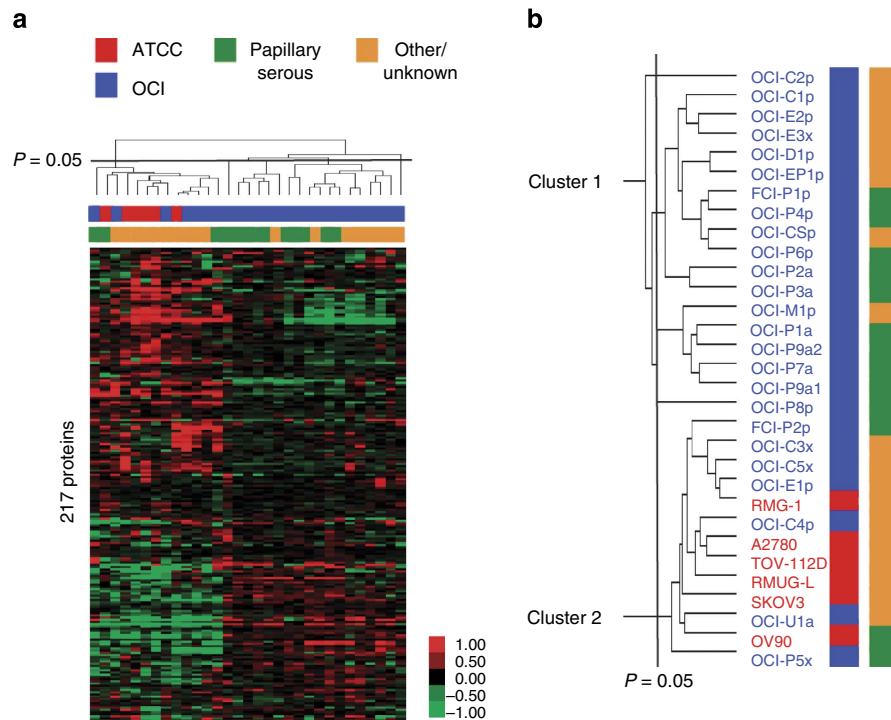 a
ATCC
OCI
Papillary
serous
Other/
unknown
P = 0.05
217 proteins
1.00
0.50
0.00
−0.50
−1.00
b
Cluster 1
Cluster 2
OCI-C2p
OCI-C1p
OCI-E2p
OCI-E3x
OCI-D1p
OCI-EP1p
FCI-P1p
OCI-P4p
OCI-CSp
OCI-P6p
OCI-P2a
OCI-P3a
OCI-M1p
OCI-P1a
OCI-P9a2
OCI-P7a
OCI-P9a1
OCI-P8p
FCI-P2p
OCI-C3x
OCI-C5x
OCI-E1p
RMG-1
OCI-C4p
A2780
TOV-112D
RMUG-L
SKOV3
OCI-U1a
OV90
OCI-P5x
P = 0.05